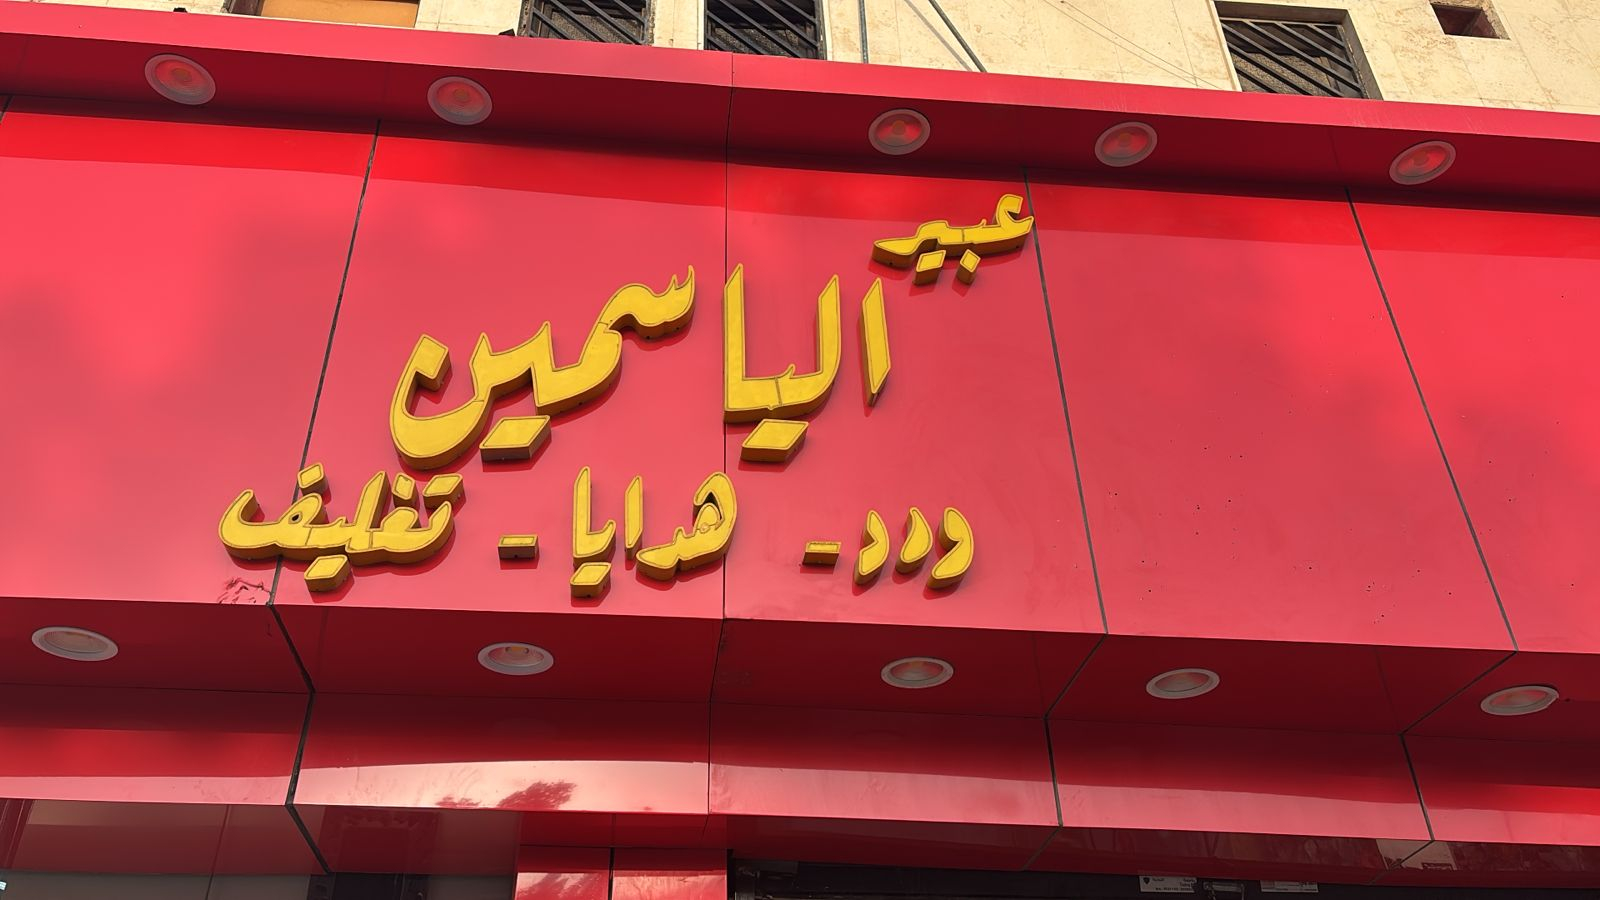 عبير
الياسمين
ورد - هدايا - تغليف